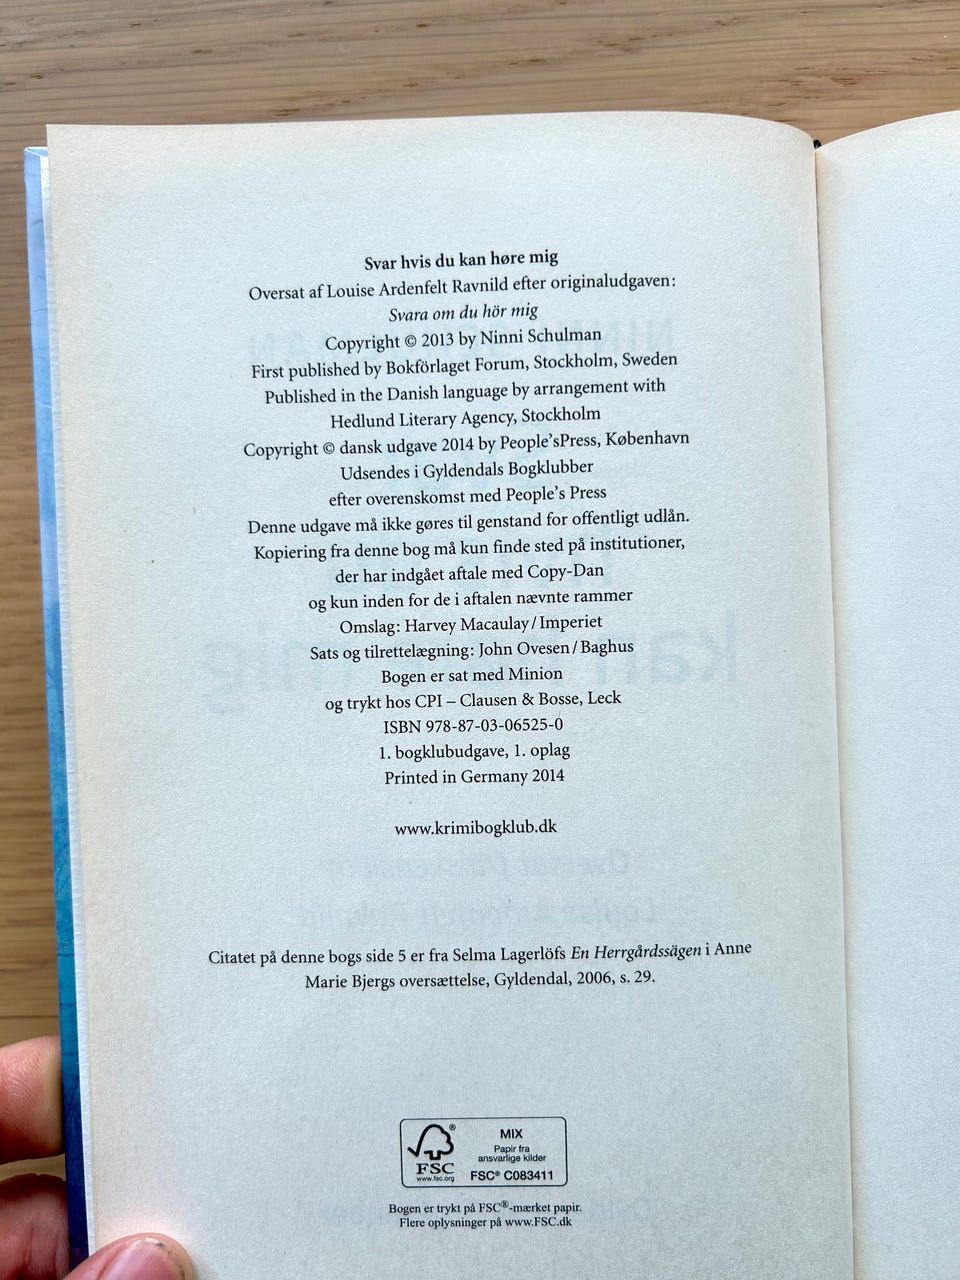 Svar hvis du kan høre mig
Oversat af Louise Ardenfelt Ravnild efter originaludgaven:
Svara om du hör mig
Copyright © 2013 by Ninni Schulman
First published by Bokförlaget Forum, Stockholm, Sweden
Published in the Danish language by arrangement with
Hedlund Literary Agency, Stockholm
Copyright © dansk udgave 2014 by People'sPress, København
Udsendes i Gyldendals Bogklubber
efter overenskomst med People's Press
Denne udgave må ikke gøres til genstand for offentligt udlån.
Kopiering fra denne bog må kun finde sted på institutioner,
der har indgået aftale med Copy-Dan
og kun inden for de i aftalen nævnte rammer
Omslag: Harvey Macaulay / Imperiet
Sats og tilrettelægning: John Ovesen / Baghus
Bogen er sat med Minion
og trykt hos CPI – Clausen & Bosse, Leck
ISBN 978-87-03-06525-0
1. bogklubudgave, 1. oplag
Printed in Germany 2014
www.krimibogklub.dk
Citatet på denne bogs side 5 er fra Selma Lagerlöfs En Herrgårdssägen i Anne
Marie Bjergs oversættelse, Gyldendal, 2006, s. 29.
FSC
www.fsc.org
MIX
Papir fra
ansvarlige kilder
FSC® C083411
Bogen er trykt på FSC®-mærket papir.
Flere oplysninger på www.FSC.dk